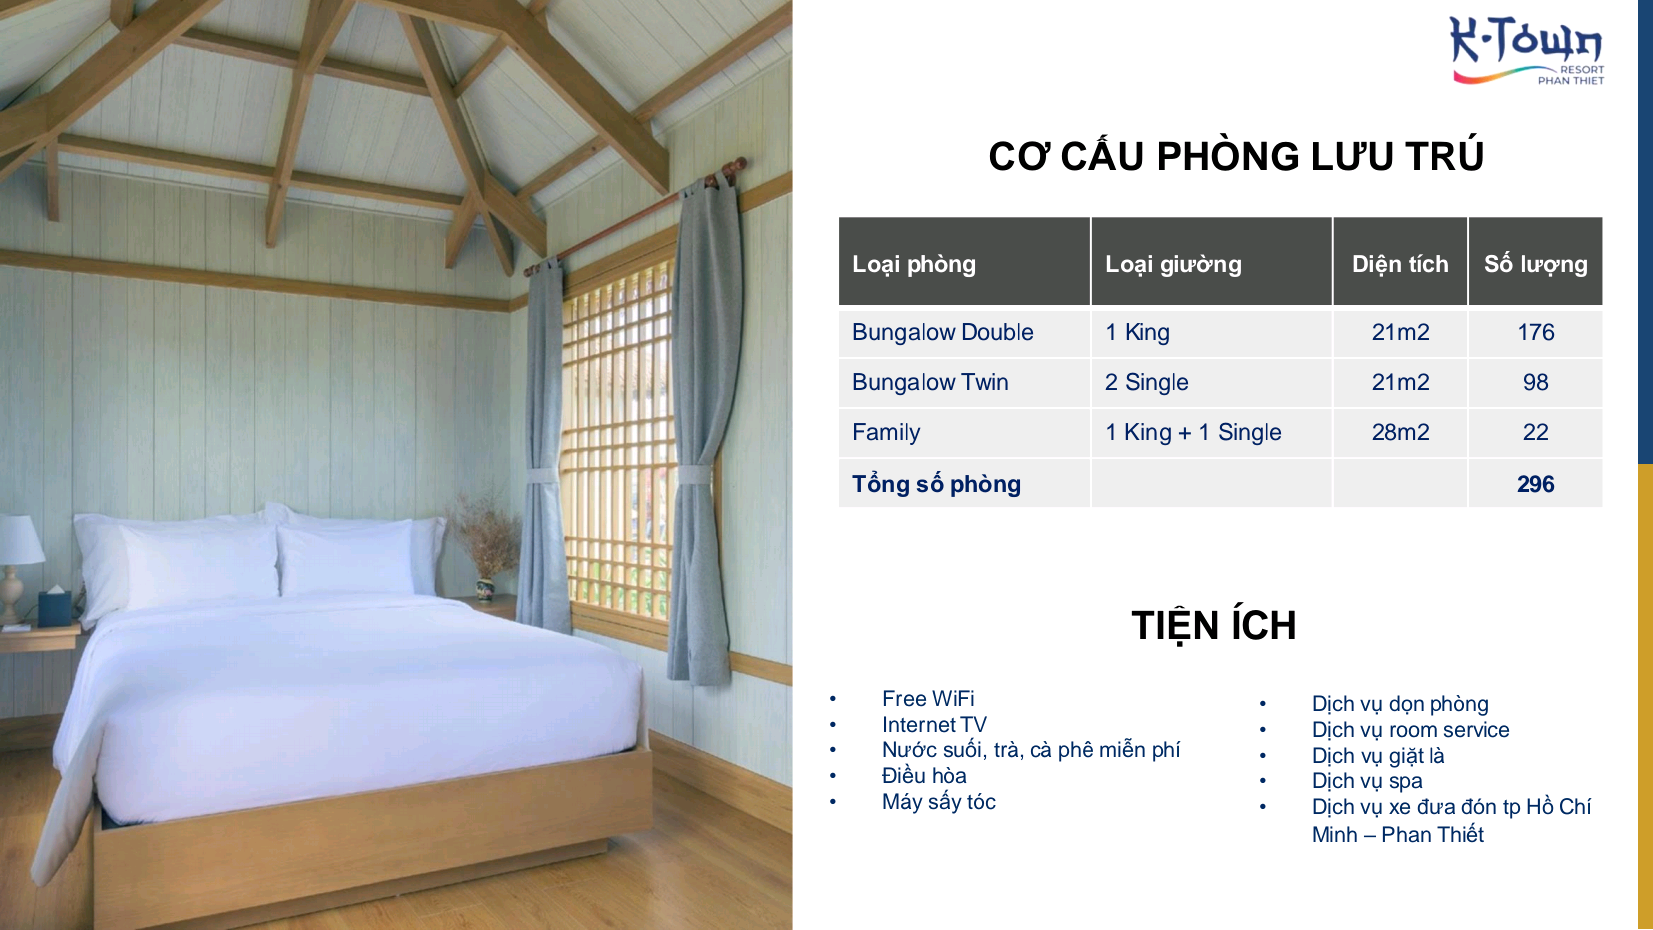 K-Town
RESORT
PHAN THIET
CƠ CẤU PHÒNG LƯU TRÚ
Loại phòng Loại giường Diện tích Số lượng
Bungalow Double 1 King 21m2 176
Bungalow Twin 2 Single 21m2 98
Family 1 King + 1 Single 28m2 22
Tổng số phòng 296
TIỆN ÍCH
• Free WiFi
• Internet TV
• Nước suối, trà, cà phê miễn phí
• Điều hòa
• Máy sấy tóc
• Dịch vụ dọn phòng
• Dịch vụ room service
• Dịch vụ giặt là
• Dịch vụ spa
• Dịch vụ xe đưa đón tp Hồ Chí
Minh – Phan Thiết